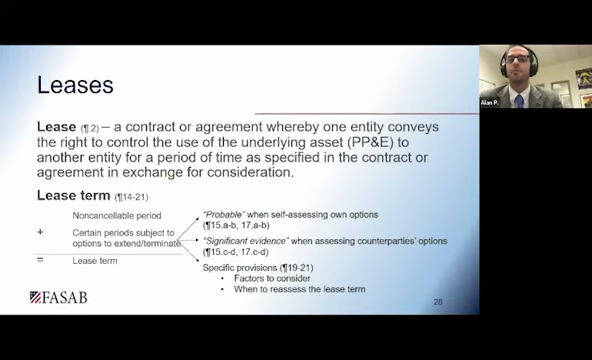 Leases
Lease (¶ 2) – a contract or agreement whereby one entity conveys
the right to control the use of the underlying asset (PP&E) to
another entity for a period of time as specified in the contract or
agreement in exchange for consideration.
Lease term (¶14-21)
Noncancellable period
+ Certain periods subject to
options to extend/terminate
= Lease term
"Probable" when self-assessing own options
(¶15.a-b, 17.a-b)
"Significant evidence" when assessing counterparties' options
(¶15.c-d, 17.c-d)
Specific provisions (¶19-21)
• Factors to consider
• When to reassess the lease term
FASAB
28
Alan P.